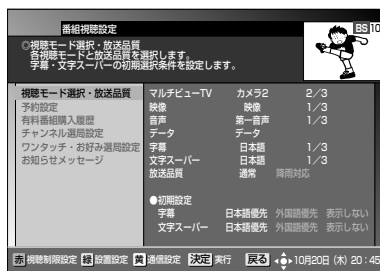 番組視聴設定
BS10
◎視聴モード選択・放送品質
各視聴モードと放送品質を選択します。
字幕・文字スーパーの初期選択条件を設定します。
視聴モード選択・放送品質
予約設定
有料番組購入履歴
チャンネル選局設定
ワンタッチ・お好み選局設定
お知らせメッセージ
マルチビューTV カメラ2 2/3
映像 映像 1/3
音声 第一音声 1/3
データ データ
字幕 日本語 1/3
文字スーパー 日本語 1/3
放送品質 通常 降雨対応
●初期設定
字幕 日本語優先 外国語優先 表示しない
文字スーパー 日本語優先 外国語優先 表示しない
赤 視聴制限設定 緑 設置設定 黄 通信設定 決定 実行 戻る 10月20日 (木) 20:45